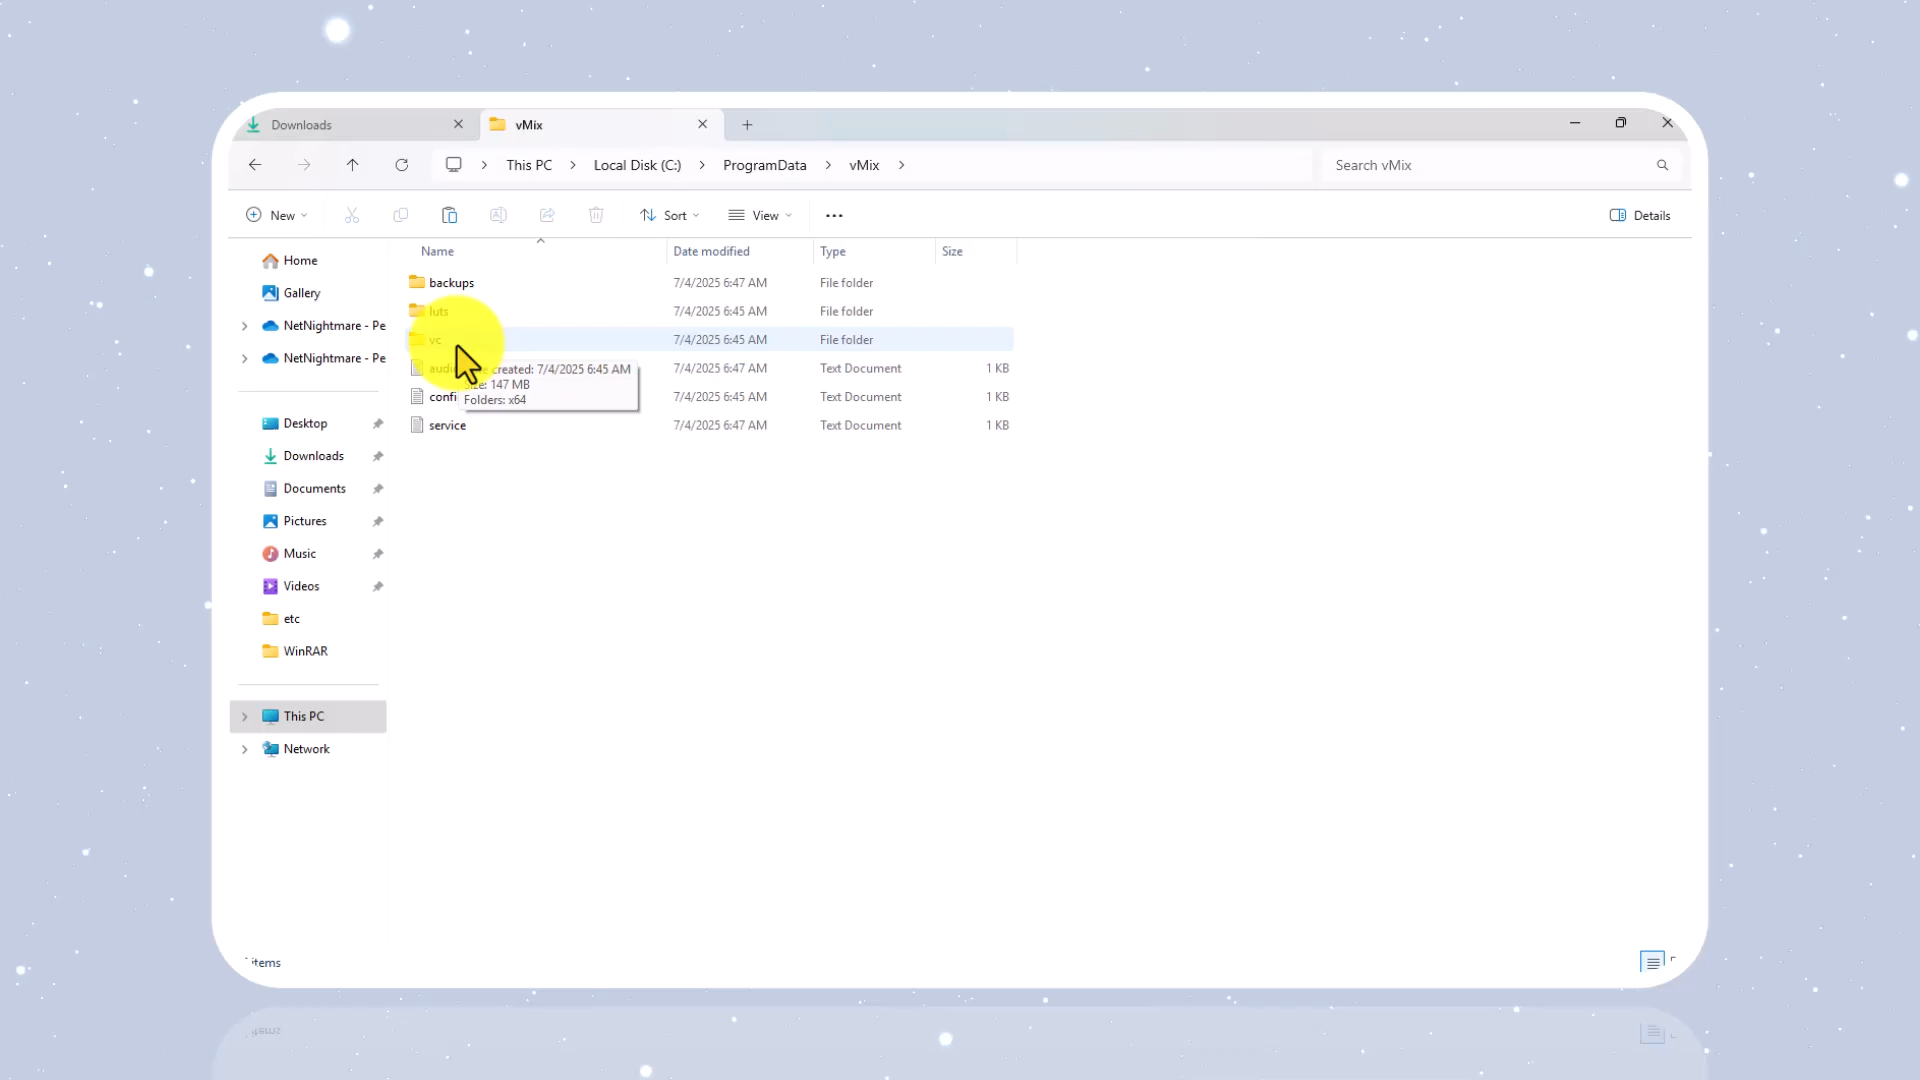 Downloads
vMix
This PC
Local Disk (C:)
ProgramData
vMix
Search vMix
New
Sort
View
Details
Name
Date modified
Type
Size
Home
Gallery
NetNightmare - Pe
NetNightmare - Pe
Desktop
Downloads
Documents
Pictures
Music
Videos
etc
WinRAR
This PC
Network
backups 7/4/2025 6:47 AM File folder
luts 7/4/2025 6:45 AM File folder
vc 7/4/2025 6:45 AM File folder
7/4/2025 6:47 AM Text Document 1 KB
7/4/2025 6:45 AM Text Document 1 KB
service 7/4/2025 6:47 AM Text Document 1 KB
created: 7/4/2025 6:45 AM
Size: 147 MB
Folders: x64
items